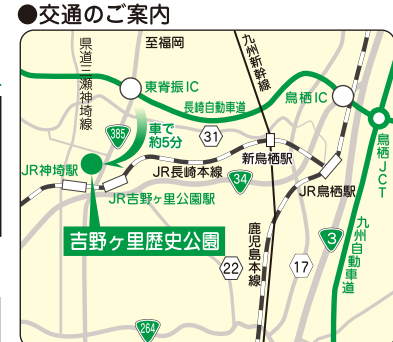 ●交通のご案内
県道三瀬神埼線
至福岡
九州新幹線
東脊振IC
長崎自動車道
鳥栖IC
385
車で
約5分
31
鳥栖JCT
新鳥栖駅
JR神埼駅
JR長崎本線
34
JR鳥栖駅
JR吉野ヶ里公園駅
吉野ヶ里歴史公園
鹿児島本線
3
九州自動車道
22
17
264